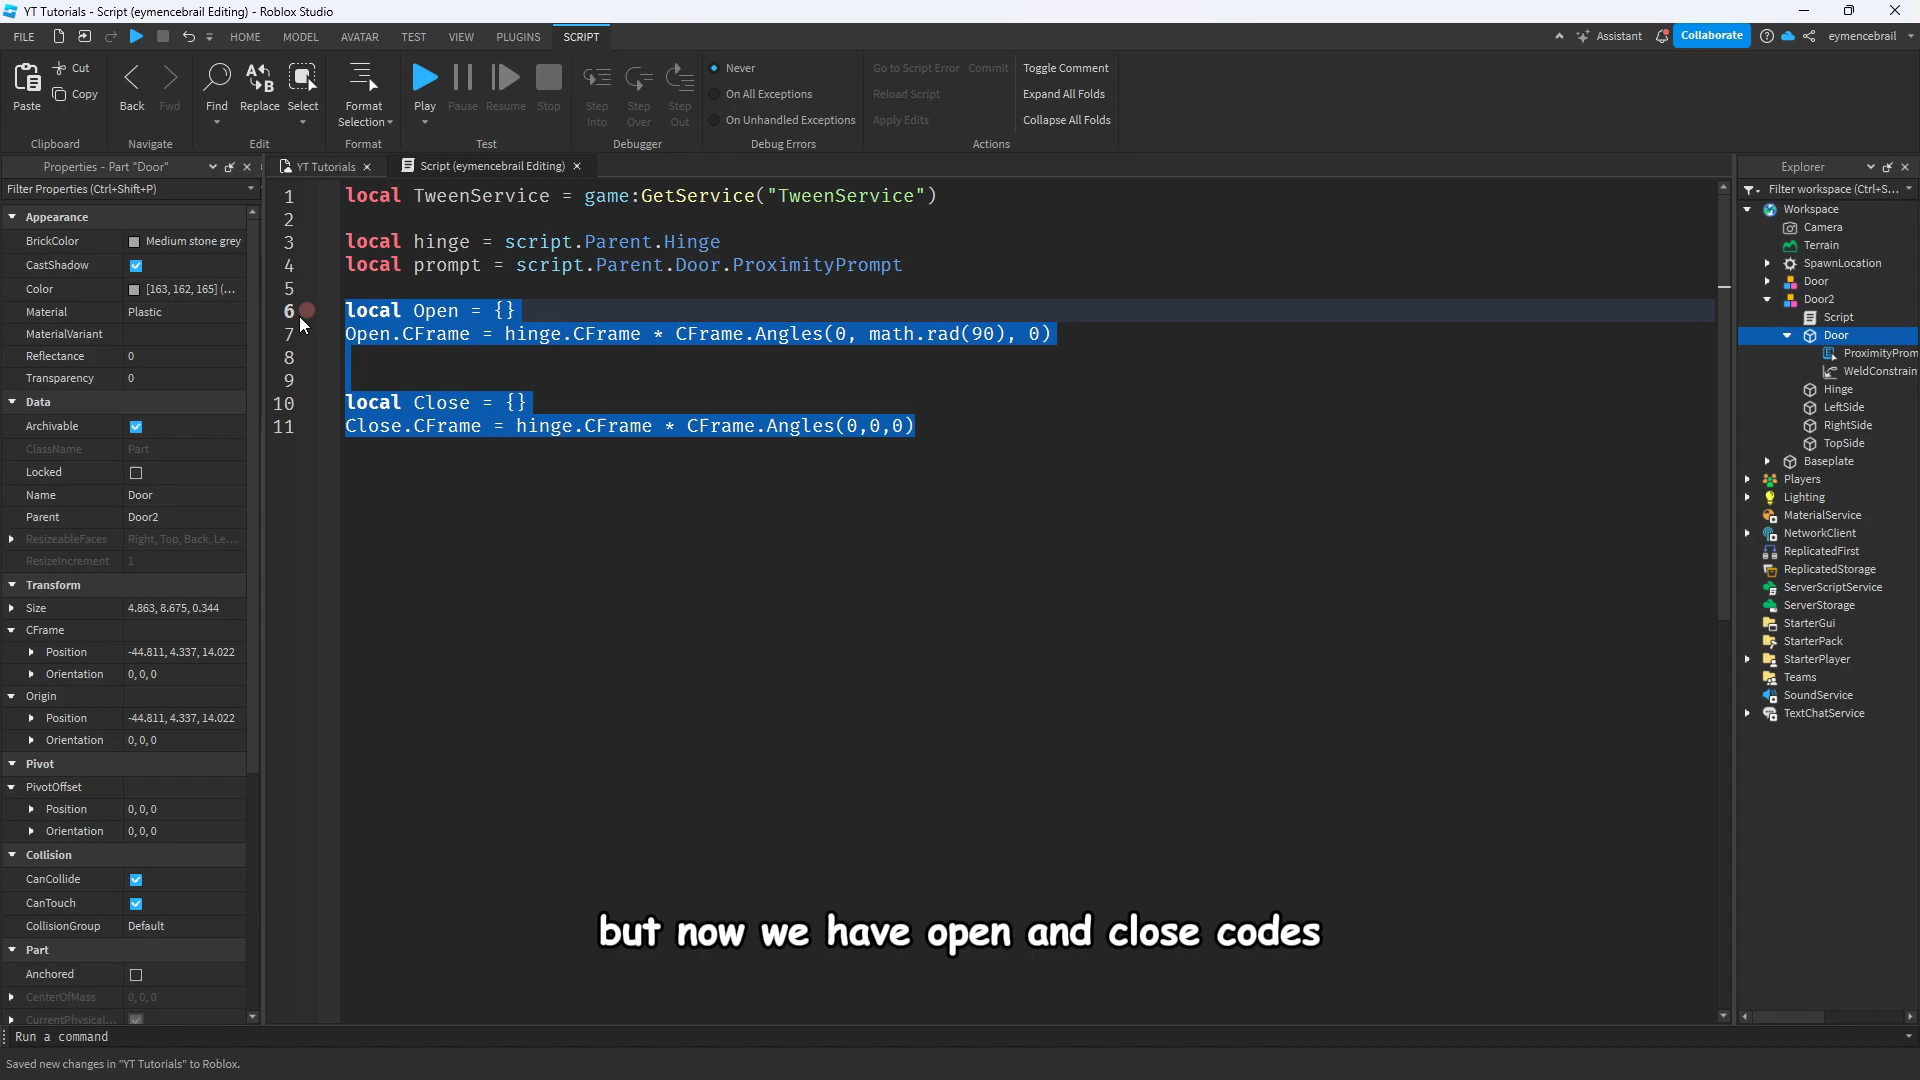 YT Tutorials - Script (eymencebrail Editing) - Roblox Studio
FILE HOME MODEL AVATAR TEST VIEW PLUGINS SCRIPT Assistant Collaborate eymencebrail
Paste Cut Copy Back Fwd Find Replace Select Format Selection Play Pause Resume Stop Step Into Step Over Step Out
Never
On All Exceptions
On Unhandled Exceptions
Go to Script Error Commit
Reload Script
Apply Edits
Toggle Comment
Expand All Folds
Collapse All Folds
Clipboard Navigate Edit Format Test Debugger Debug Errors Actions
Properties - Part "Door"
Filter Properties (Ctrl+Shift+P)
Appearance
BrickColor Medium stone grey
CastShadow
Color [163, 162, 165] (...
Material Plastic
MaterialVariant
Reflectance 0
Transparency 0
Data
Archivable
ClassName Part
Locked
Name Door
Parent Door2
ResizeableFaces Right, Top, Back, Le...
ResizeIncrement 1
Transform
Size 4.863, 8.675, 0.344
CFrame
Position -44.811, 4.337, 14.022
Orientation 0, 0, 0
Origin
Position -44.811, 4.337, 14.022
Orientation 0, 0, 0
Pivot
PivotOffset
Position 0, 0, 0
Orientation 0, 0, 0
Collision
CanCollide
CanTouch
CollisionGroup Default
Part
Anchored
CenterOfMass 0, 0, 0
CurrentPhysical...
YT Tutorials Script (eymencebrail Editing)
1 local TweenService = game:GetService("TweenService")
2
3 local hinge = script.Parent.Hinge
4 local prompt = script.Parent.Door.ProximityPrompt
5
6 local Open = {}
7 Open.CFrame = hinge.CFrame * CFrame.Angles(0, math.rad(90), 0)
8
9
10 local Close = {}
11 Close.CFrame = hinge.CFrame * CFrame.Angles(0,0,0)
but now we have open and close codes
Explorer
Filter workspace (Ctrl+S...
Workspace
Camera
Terrain
SpawnLocation
Door
Door2
Script
Door
ProximityProm
WeldConstrain
Hinge
LeftSide
RightSide
TopSide
Baseplate
Players
Lighting
MaterialService
NetworkClient
ReplicatedFirst
ReplicatedStorage
ServerScriptService
ServerStorage
StarterGui
StarterPack
StarterPlayer
Teams
SoundService
TextChatService
Run a command
Saved new changes in "YT Tutorials" to Roblox.